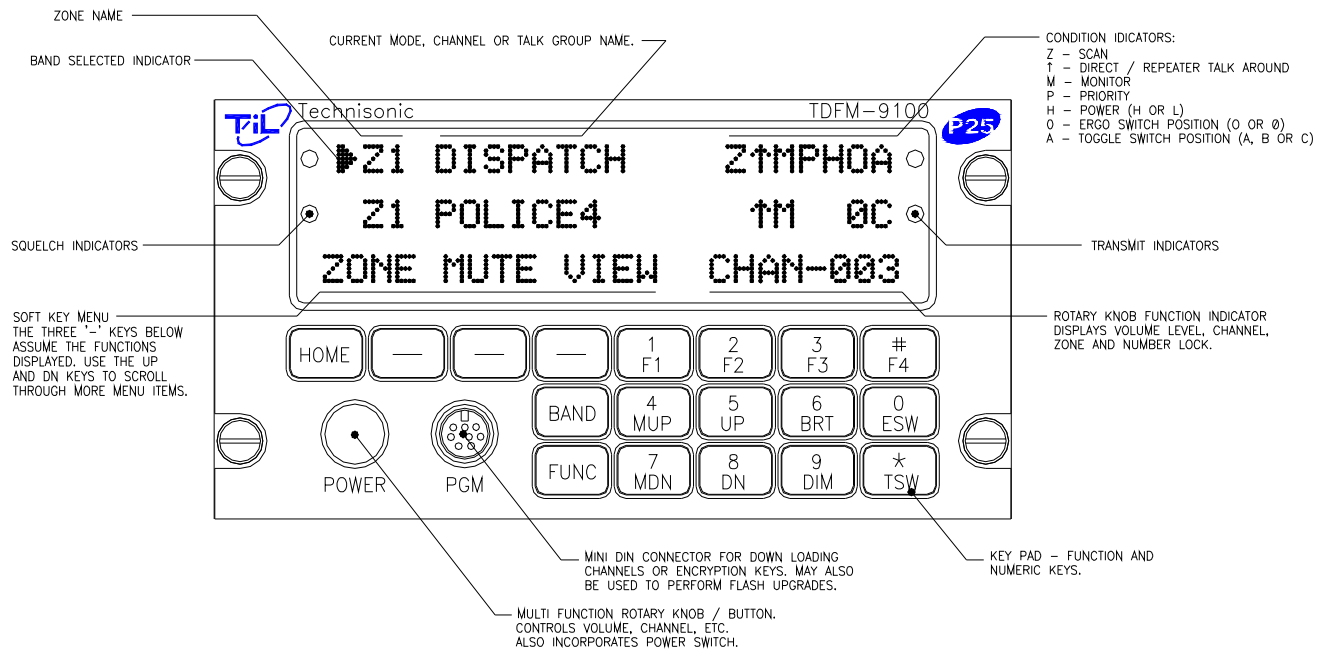 ZONE NAME
CURRENT MODE, CHANNEL OR TALK GROUP NAME.
BAND SELECTED INDICATOR
CONDITION IDICATORS:
Z – SCAN
↑ – DIRECT / REPEATER TALK AROUND
M – MONITOR
P – PRIORITY
H – POWER (H OR L)
O – ERGO SWITCH POSITION (O OR Ø)
A – TOGGLE SWITCH POSITION (A, B OR C)
TiL Technisonic TDFM–9100 P25
Z1 DISPATCH Z↑MPHOA
Z1 POLICE4 ↑M ØC
ZONE MUTE VIEW CHAN-ØØ3
SQUELCH INDICATORS
TRANSMIT INDICATORS
SOFT KEY MENU
THE THREE '–' KEYS BELOW
ASSUME THE FUNCTIONS
DISPLAYED. USE THE UP
AND DN KEYS TO SCROLL
THROUGH MORE MENU ITEMS.
ROTARY KNOB FUNCTION INDICATOR
DISPLAYS VOLUME LEVEL, CHANNEL,
ZONE AND NUMBER LOCK.
HOME — — —
1 2 3 #
F1 F2 F3 F4
BAND
4 5 6 0
MUP UP BRT ESW
FUNC
7 8 9 *
MDN DN DIM TSW
POWER PGM
MINI DIN CONNECTOR FOR DOWN LOADING
CHANNELS OR ENCRYPTION KEYS. MAY ALSO
BE USED TO PERFORM FLASH UPGRADES.
KEY PAD – FUNCTION AND
NUMERIC KEYS.
MULTI FUNCTION ROTARY KNOB / BUTTON.
CONTROLS VOLUME, CHANNEL, ETC.
ALSO INCORPORATES POWER SWITCH.